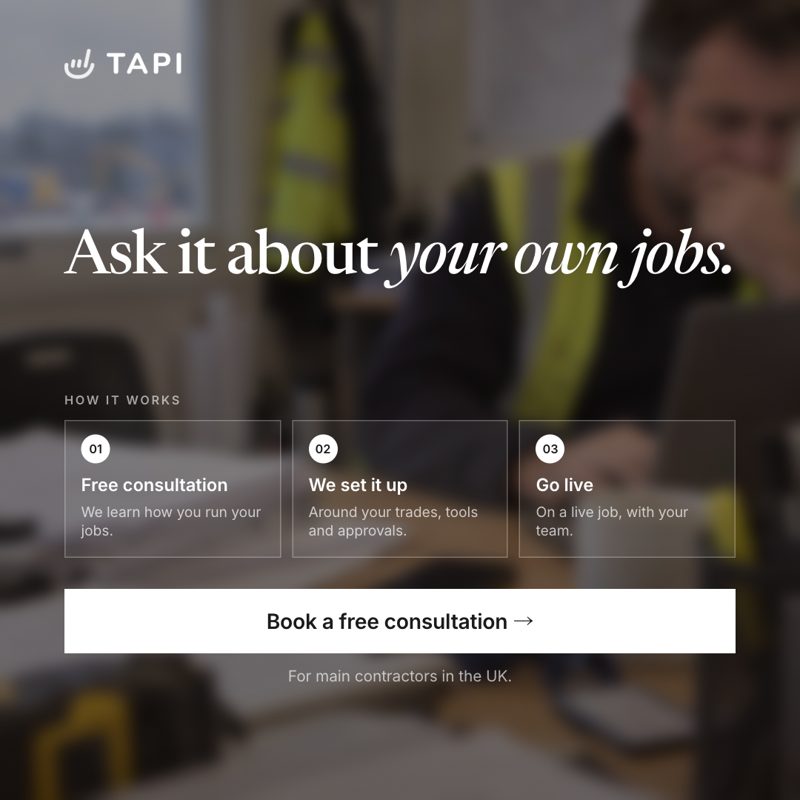 TAPI
Ask it about your own jobs.
HOW IT WORKS
01
Free consultation
We learn how you run your
jobs.
02
We set it up
Around your trades, tools
and approvals.
03
Go live
On a live job, with your
team.
Book a free consultation →
For main contractors in the UK.